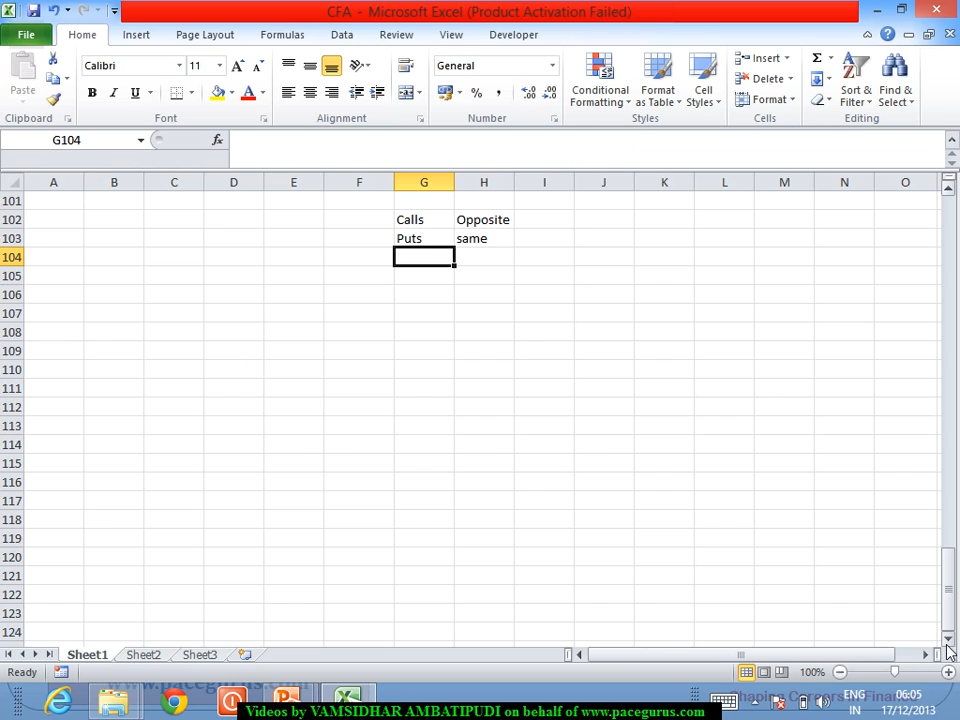 CFA - Microsoft Excel (Product Activation Failed)
File Home Insert Page Layout Formulas Data Review View Developer
Paste
Calibri 11
B I U A
General
% ,
Conditional Formatting
Format as Table
Cell Styles
Insert
Delete
Format
Σ
Sort & Filter
Find & Select
Clipboard Font Alignment Number Styles Cells Editing
G104 fx
A B C D E F G H I J K L M N O
101
102 Calls Opposite
103 Puts same
104
105
106
107
108
109
110
111
112
113
114
115
116
117
118
119
120
121
122
123
124
Sheet1 Sheet2 Sheet3
Ready 100%
www.pacegurus.com
Shaping Careers in Finance
ENG 06:05
IN 17/12/2013
Videos by VAMSIDHAR AMBATIPUDI on behalf of www.pacegurus.com